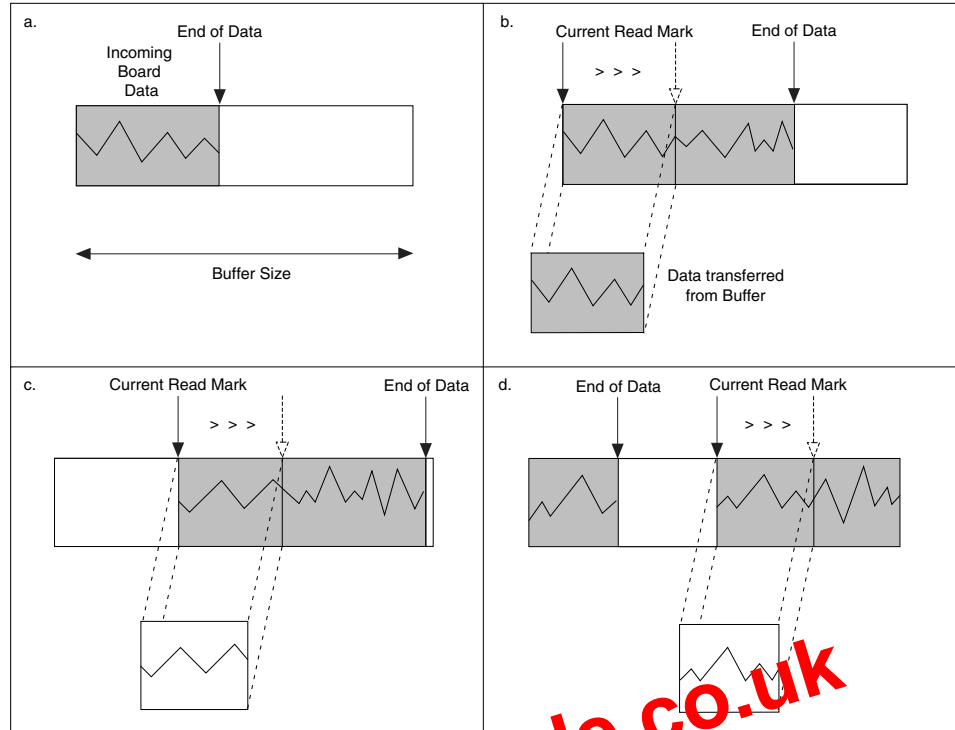 a.
End of Data
Incoming
Board
Data
Buffer Size
b.
Current Read Mark
End of Data
> > >
Data transferred
from Buffer
c.
Current Read Mark
End of Data
> > >
d.
End of Data
Current Read Mark
> > >
co.uk